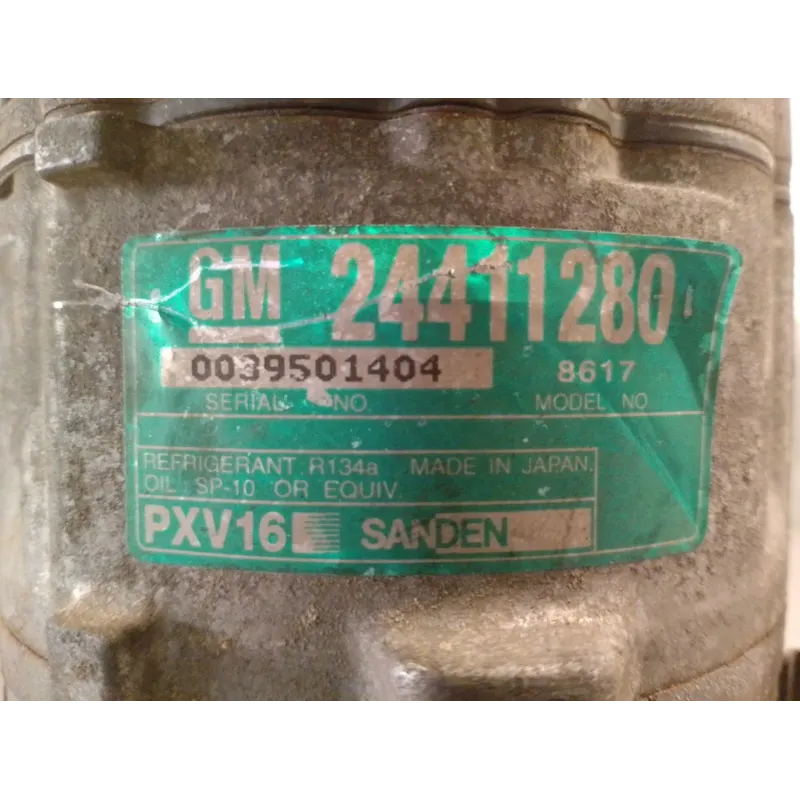 GM 24411280
0039501404 8617
SERIAL NO. MODEL NO
REFRIGERANT R134a MADE IN JAPAN.
OIL SP-10 OR EQUIV.
PXV16 SANDEN